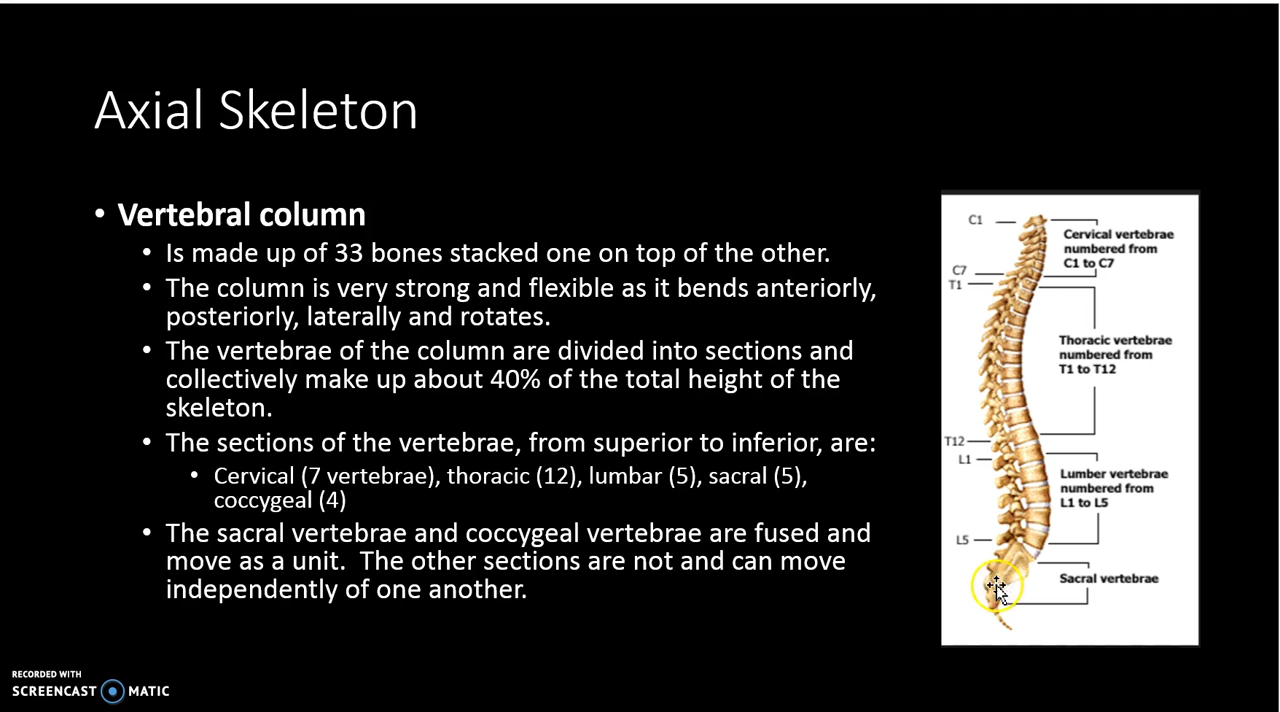 Axial Skeleton
• Vertebral column
• Is made up of 33 bones stacked one on top of the other.
• The column is very strong and flexible as it bends anteriorly,
posteriorly, laterally and rotates.
• The vertebrae of the column are divided into sections and
collectively make up about 40% of the total height of the
skeleton.
• The sections of the vertebrae, from superior to inferior, are:
• Cervical (7 vertebrae), thoracic (12), lumbar (5), sacral (5),
coccygeal (4)
• The sacral vertebrae and coccygeal vertebrae are fused and
move as a unit.  The other sections are not and can move
independently of one another.
C1
Cervical vertebrae
numbered from
C1 to C7
C7
T1
Thoracic vertebrae
numbered from
T1 to T12
T12
L1
Lumber vertebrae
numbered from
L1 to L5
L5
Sacral vertebrae
RECORDED WITH
SCREENCAST MATIC